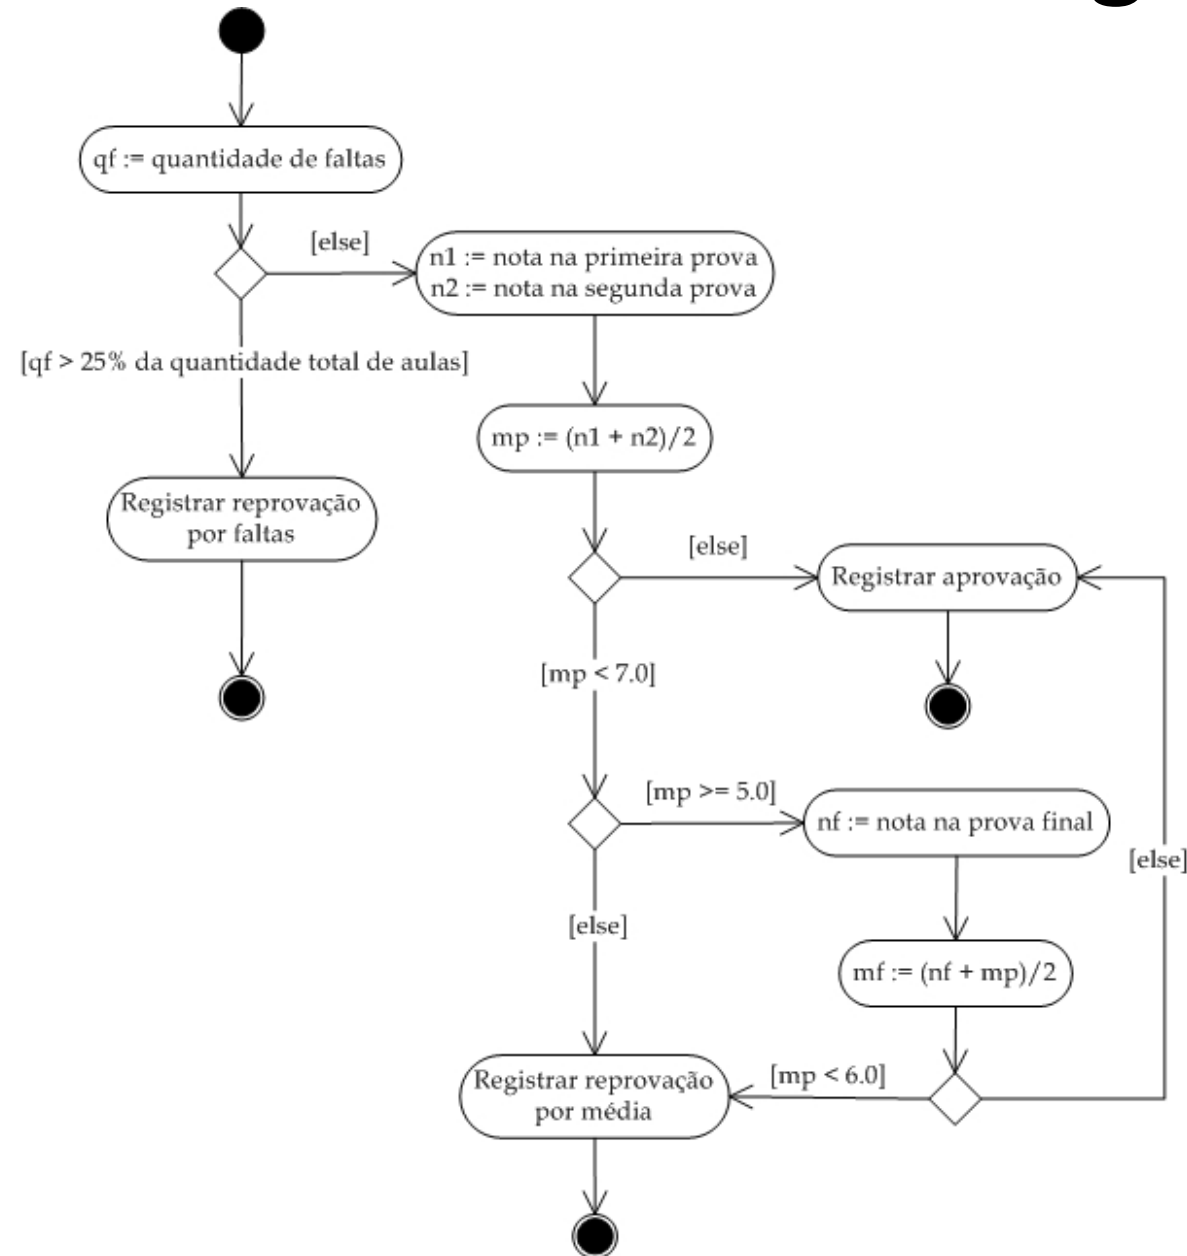 qf := quantidade de faltas
[else]
n1 := nota na primeira prova
n2 := nota na segunda prova
[qf > 25% da quantidade total de aulas]
mp := (n1 + n2)/2
Registrar reprovação
por faltas
[else]
Registrar aprovação
[mp < 7.0]
[mp >= 5.0]
nf := nota na prova final
[else]
[else]
mf := (nf + mp)/2
[mp < 6.0]
Registrar reprovação
por média